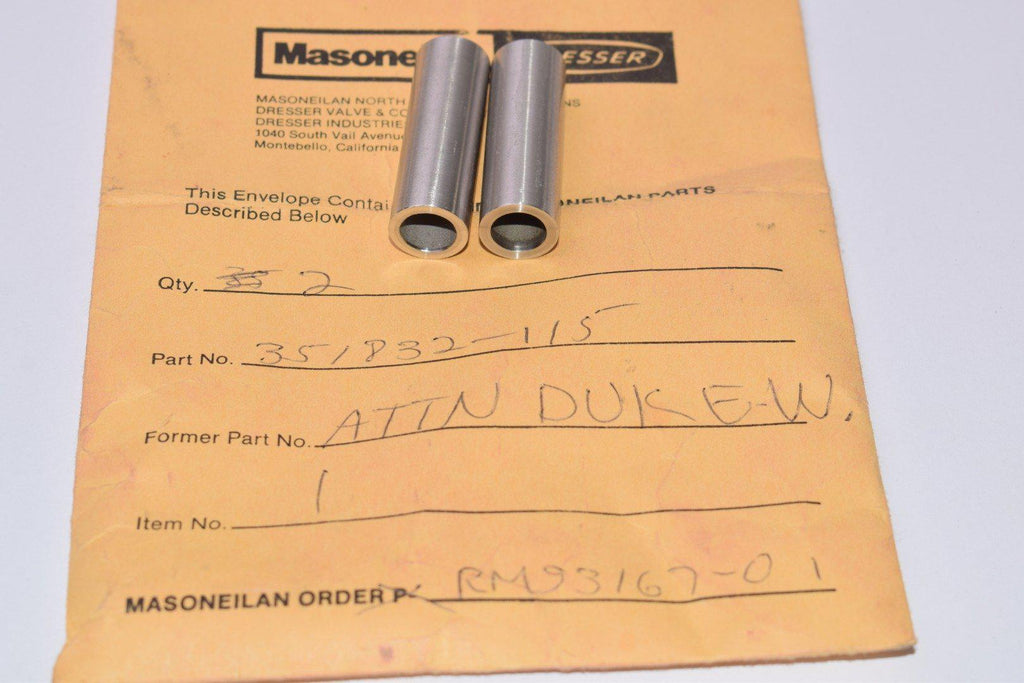 Masone ESSER
MASONEILAN NORTH NS
DRESSER VALVE & CO
DRESSER INDUSTRIE
1040 South Vail Avenu
Montebello, California
This Envelope Contai NEILAN PARTS
Described Below
Qty. 2
Part No. 351832-115
Former Part No. ATTN DUKE W.
Item No. 1
MASONEILAN ORDER RM93167-01